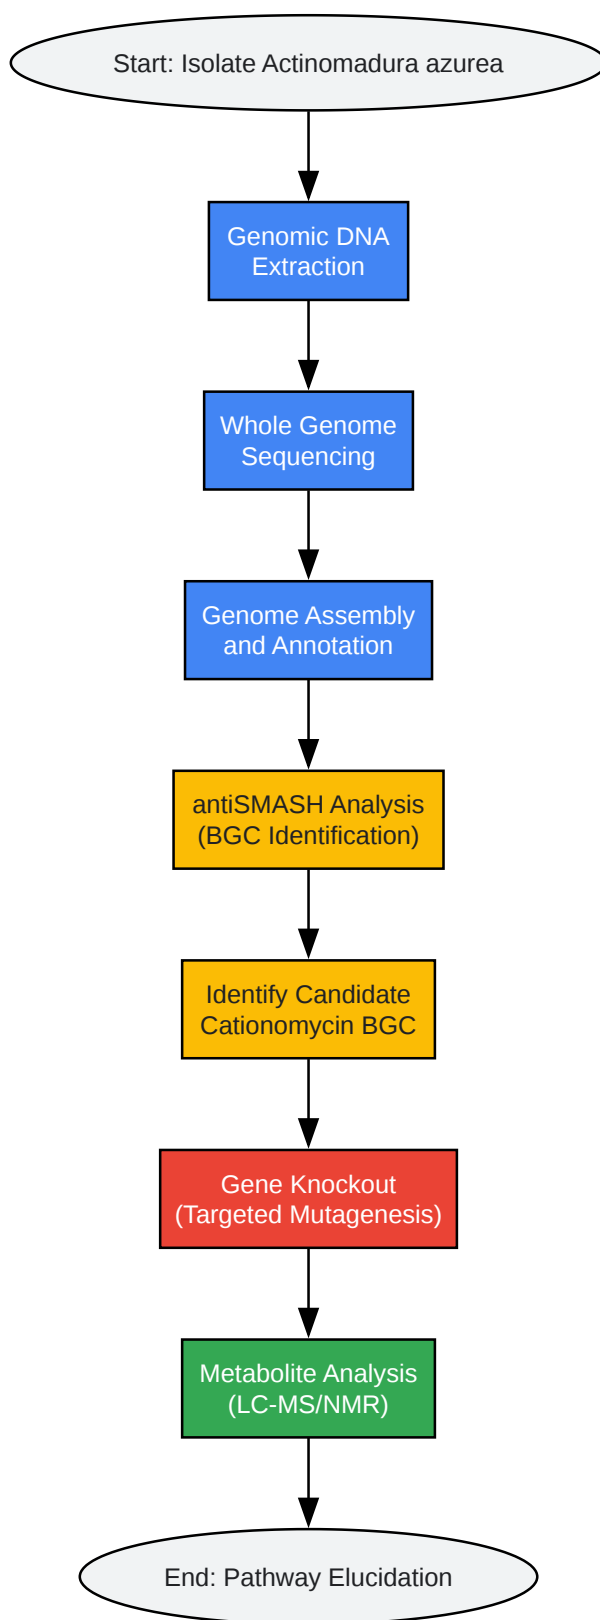 Start: Isolate Actinomadura azurea
Genomic DNA
Extraction
Whole Genome
Sequencing
Genome Assembly
and Annotation
antiSMASH Analysis
(BGC Identification)
Identify Candidate
Cationomycin BGC
Gene Knockout
(Targeted Mutagenesis)
Metabolite Analysis
(LC-MS/NMR)
End: Pathway Elucidation